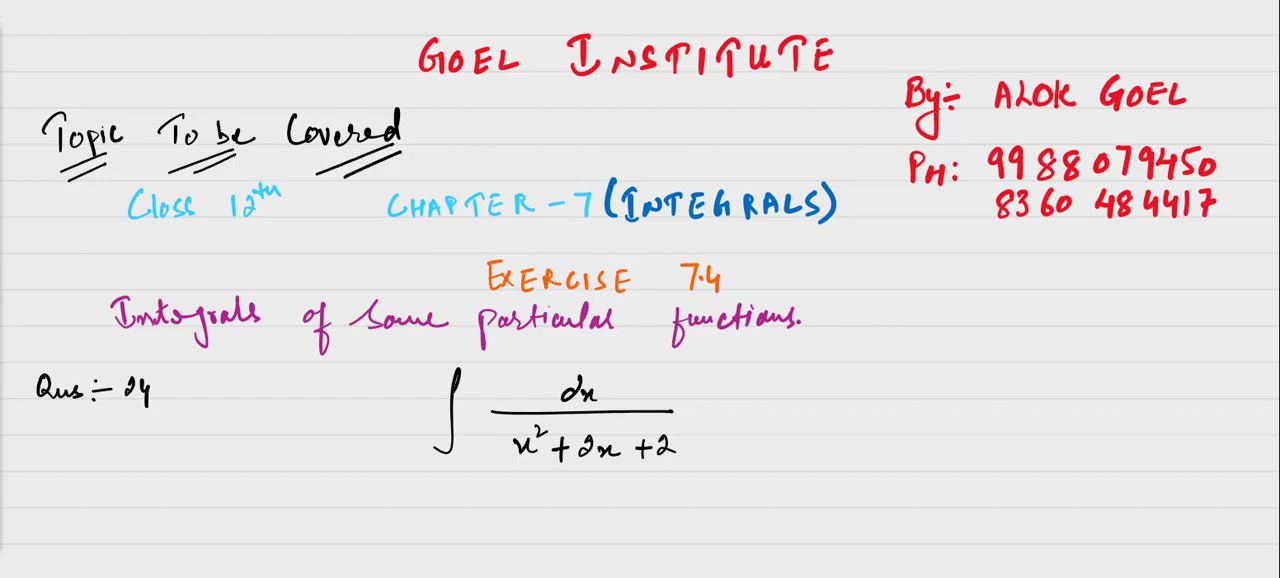 GOEL INSTITUTE
By:- ALOK GOEL
Topic To be Covered
PH: 9988079450
8360484417
Class 12th CHAPTER - 7 (INTEGRALS)
EXERCISE 7.4
Integrals of some particular functions.
Qus:- 24 ∫ dx / (x² + 2x + 2)